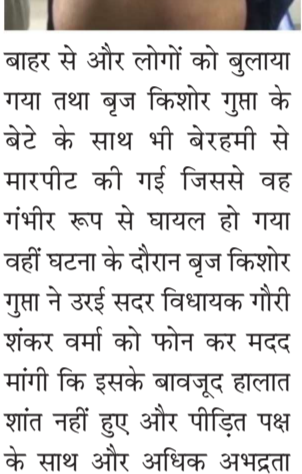 बाहर से और लोगों को बुलाया
गया तथा बृज किशोर गुप्ता के
बेटे के साथ भी बेरहमी से
मारपीट की गई जिससे वह
गंभीर रूप से घायल हो गया
वहीं घटना के दौरान बृज किशोर
गुप्ता ने उरई सदर विधायक गौरी
शंकर वर्मा को फोन कर मदद
मांगी कि इसके बावजूद हालात
शांत नहीं हुए और पीड़ित पक्ष
के साथ और अधिक अभद्रता